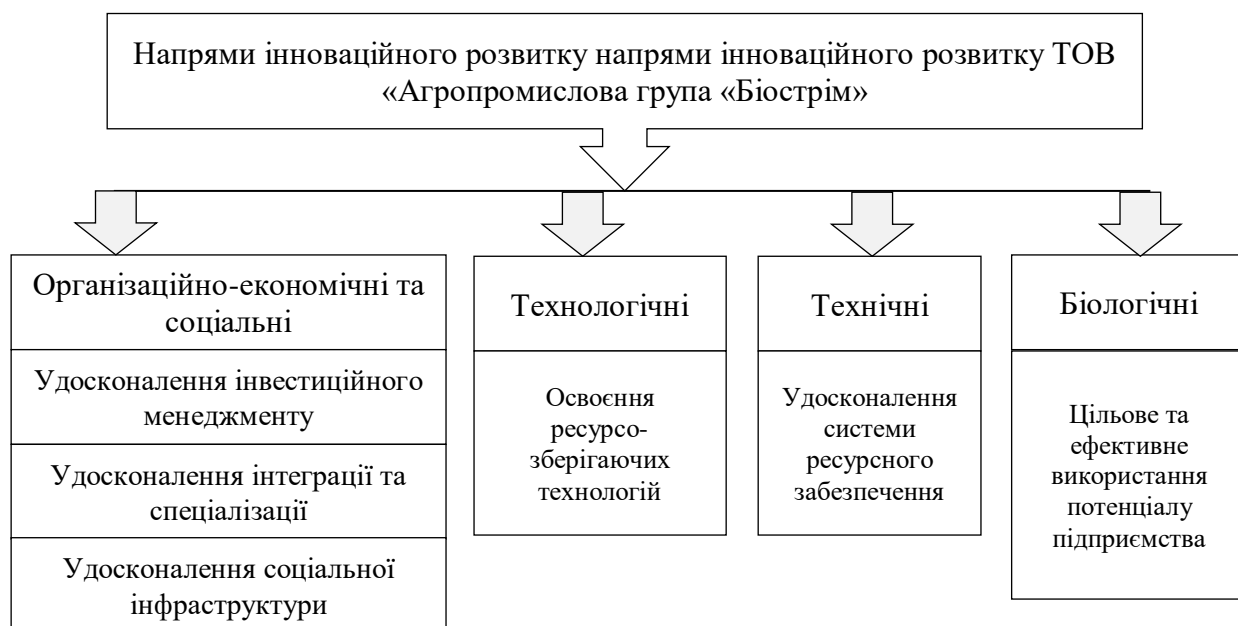 Напрями інноваційного розвитку напрями інноваційного розвитку ТОВ
«Агропромислова група «Біострім»
Організаційно-економічні та
соціальні
Удосконалення інвестиційного
менеджменту
Удосконалення інтеграції та
спеціалізації
Удосконалення соціальної
інфраструктури
Технологічні
Освоєння
ресурсо-
зберігаючих
технологій
Технічні
Удосконалення
системи
ресурсного
забезпечення
Біологічні
Цільове та
ефективне
використання
потенціалу
підприємства